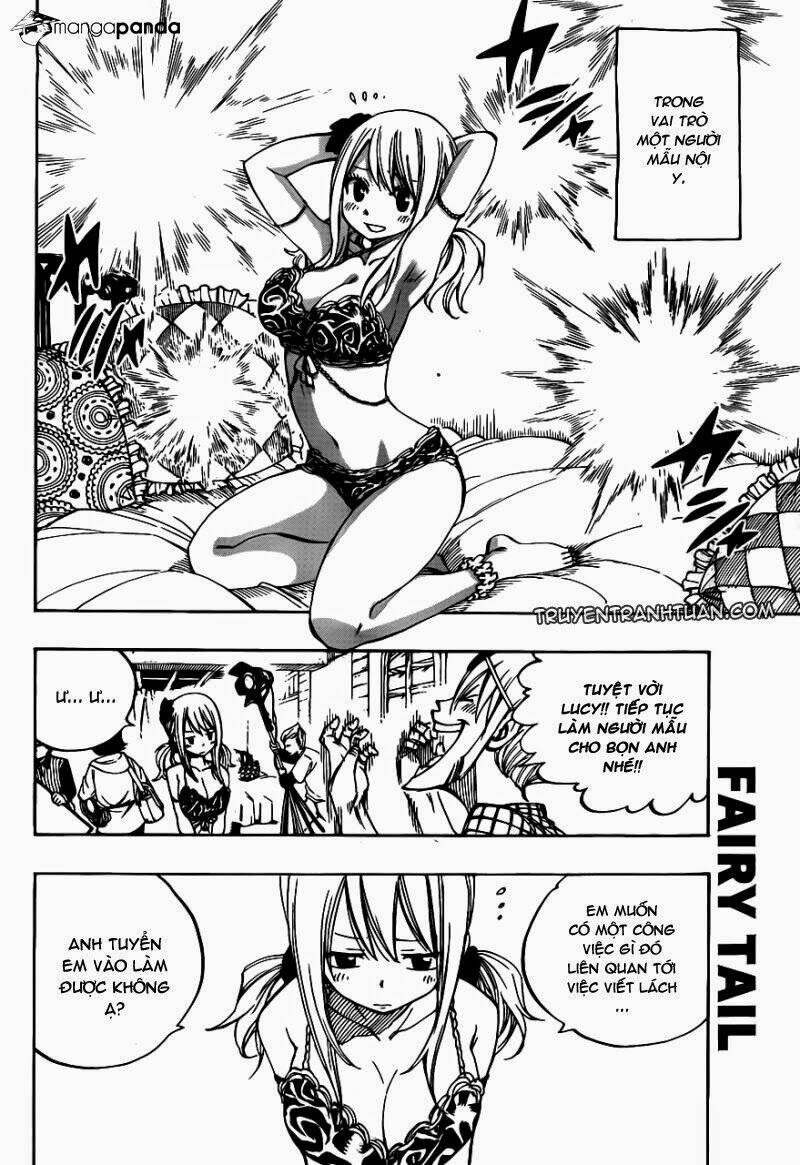 mangapanda
TRONG
VAI TRÒ
MỘT NGƯỜI
MẪU NỘI
Y.
TRUYENTRANHTUAN.COM
Ư... Ư...
TUYỆT VỜI
LUCY!! TIẾP TỤC
LÀM NGƯỜI MẪU
CHO BỌN ANH
NHÉ!!
FAIRY TAIL
ANH TUYỂN
EM VÀO LÀM
ĐƯỢC KHÔNG
Ạ?
EM MUỐN
CÓ MỘT CÔNG
VIỆC GÌ ĐÓ
LIÊN QUAN TỚI
VIỆC VIẾT LÁCH
...